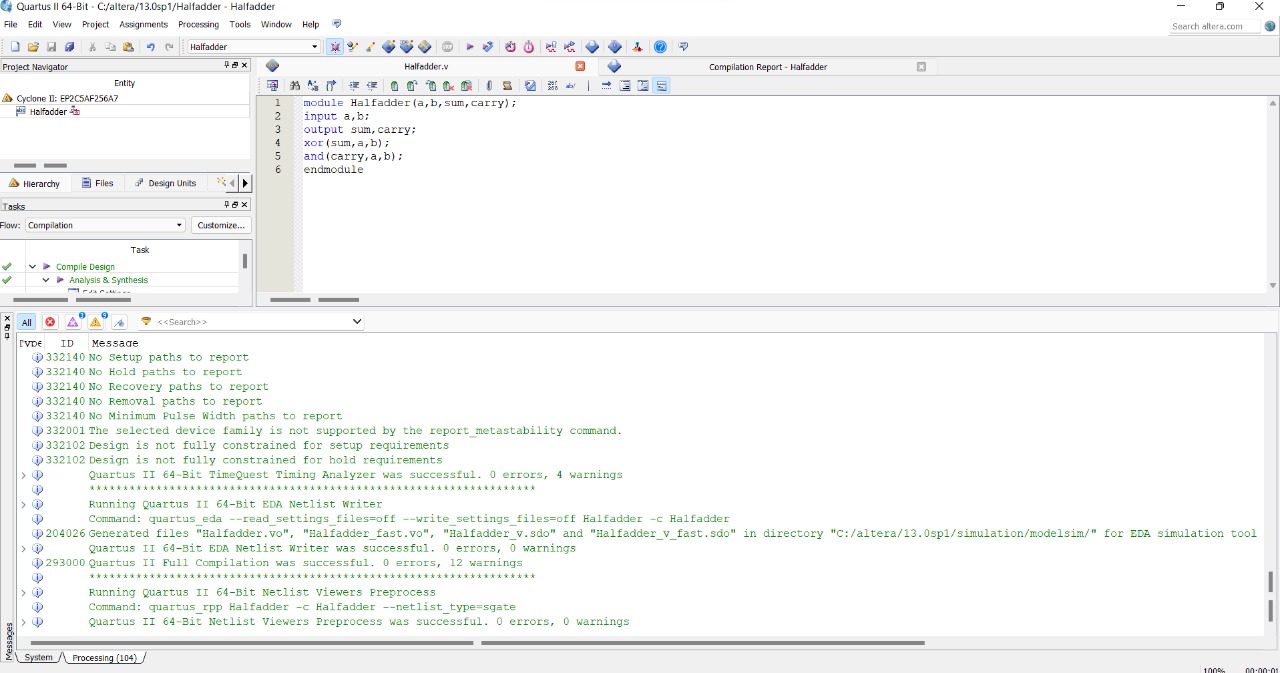 Quartus II 64-Bit - C:/altera/13.0sp1/Halfadder - Halfadder
File Edit View Project Assignments Processing Tools Window Help
Search altera.com
Halfadder
Project Navigator
Halfadder.v
Compilation Report - Halfadder
Entity
Cyclone II: EP2C5AF256A7
Halfadder
1 module Halfadder(a,b,sum,carry);
2 input a,b;
3 output sum,carry;
4 xor(sum,a,b);
5 and(carry,a,b);
6 endmodule
Hierarchy Files Design Units
Tasks
Flow: Compilation Customize...
Task
Compile Design
Analysis & Synthesis
Edit Settings
All 3 9 <<Search>>
Type ID Message
332140 No Setup paths to report
332140 No Hold paths to report
332140 No Recovery paths to report
332140 No Removal paths to report
332140 No Minimum Pulse Width paths to report
332001 The selected device family is not supported by the report_metastability command.
332102 Design is not fully constrained for setup requirements
332102 Design is not fully constrained for hold requirements
Quartus II 64-Bit TimeQuest Timing Analyzer was successful. 0 errors, 4 warnings
*******************************************************************
Running Quartus II 64-Bit EDA Netlist Writer
Command: quartus_eda --read_settings_files=off --write_settings_files=off Halfadder -c Halfadder
204026 Generated files "Halfadder.vo", "Halfadder_fast.vo", "Halfadder_v.sdo" and "Halfadder_v_fast.sdo" in directory "C:/altera/13.0sp1/simulation/modelsim/" for EDA simulation tool
Quartus II 64-Bit EDA Netlist Writer was successful. 0 errors, 0 warnings
293000 Quartus II Full Compilation was successful. 0 errors, 12 warnings
*******************************************************************
Running Quartus II 64-Bit Netlist Viewers Preprocess
Command: quartus_rpp Halfadder -c Halfadder --netlist_type=sgate
Quartus II 64-Bit Netlist Viewers Preprocess was successful. 0 errors, 0 warnings
Messages
System Processing (104)
100% 00:00:01